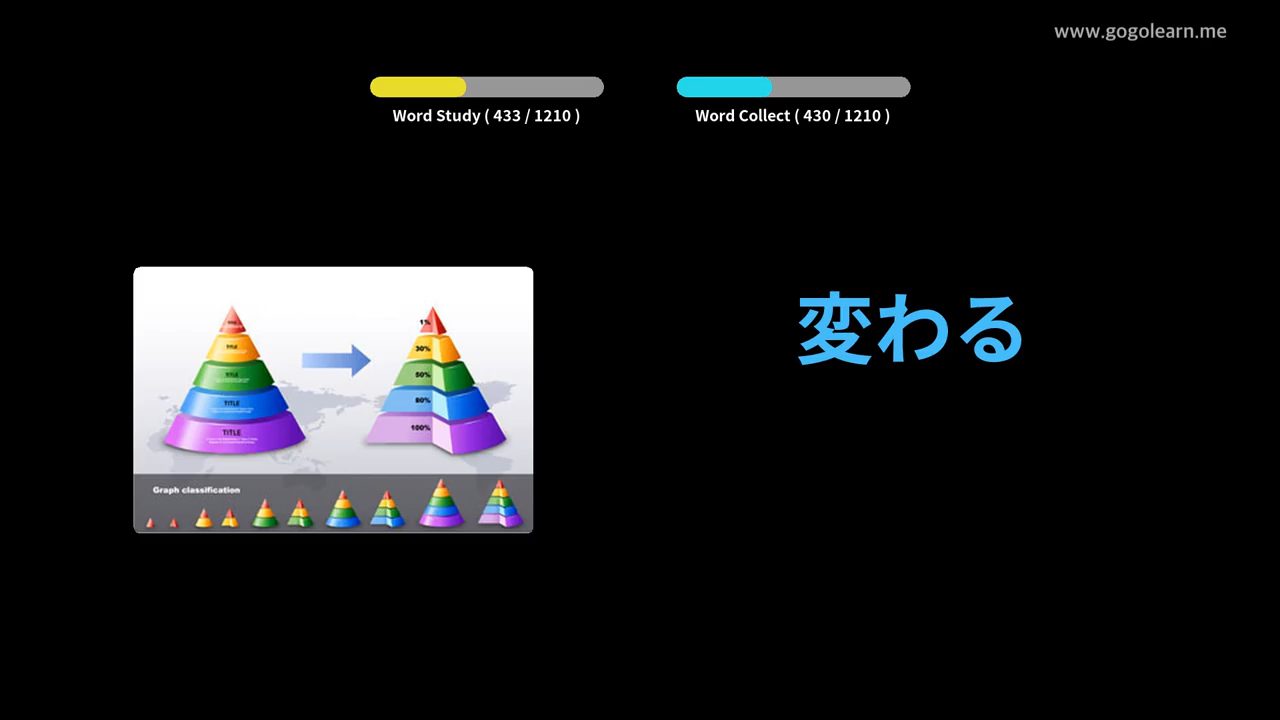 www.gogolearn.me
Word Study ( 433 / 1210 )
Word Collect ( 430 / 1210 )
変わる
TITLE
TITLE
TITLE
TITLE
1%
30%
50%
80%
100%
Graph classification